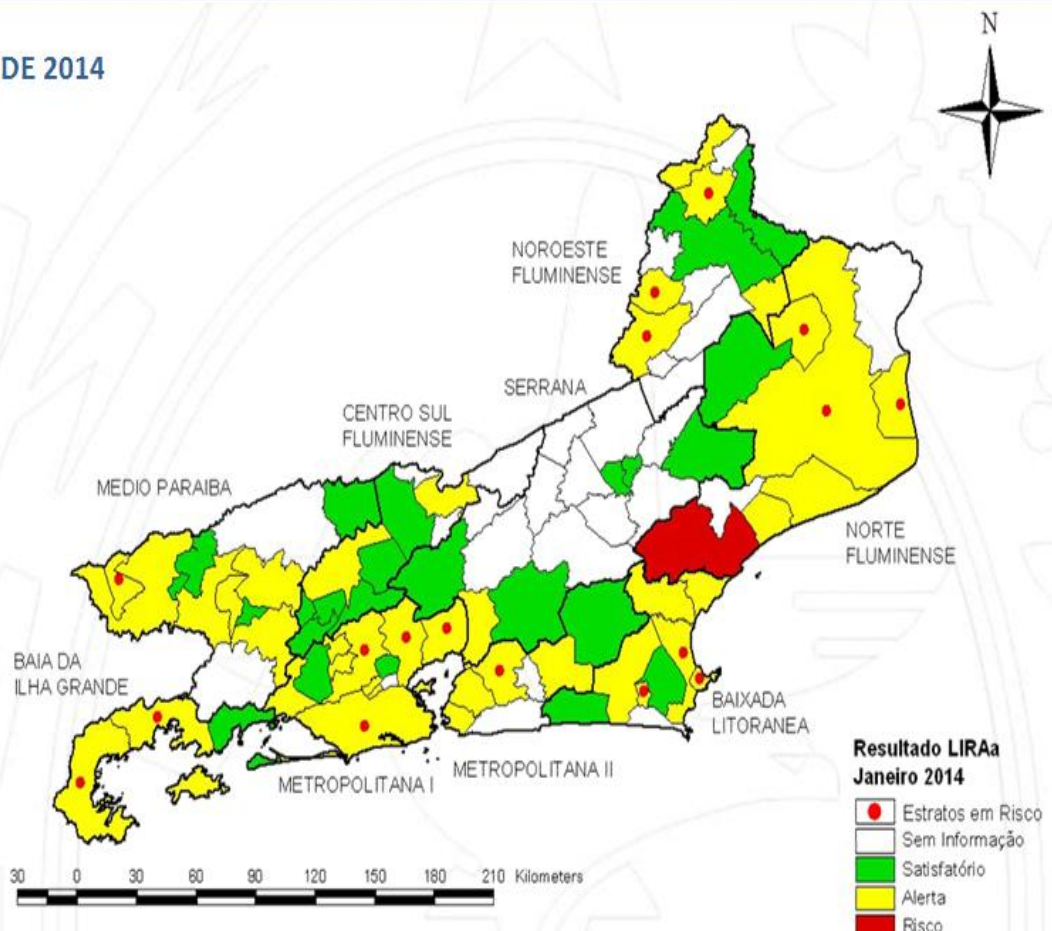 DE 2014
N
NOROESTE
FLUMINENSE
SERRANA
CENTRO SUL
FLUMINENSE
MEDIO PARAIBA
NORTE
FLUMINENSE
BAIA DA
ILHA GRANDE
BAIXADA
LITORANEA
METROPOLITANA I
METROPOLITANA II
Resultado LIRAa
Janeiro 2014
Estratos em Risco
Sem Informação
Satisfatório
Alerta
Risco
30 0 30 60 90 120 150 180 210 Kilometers